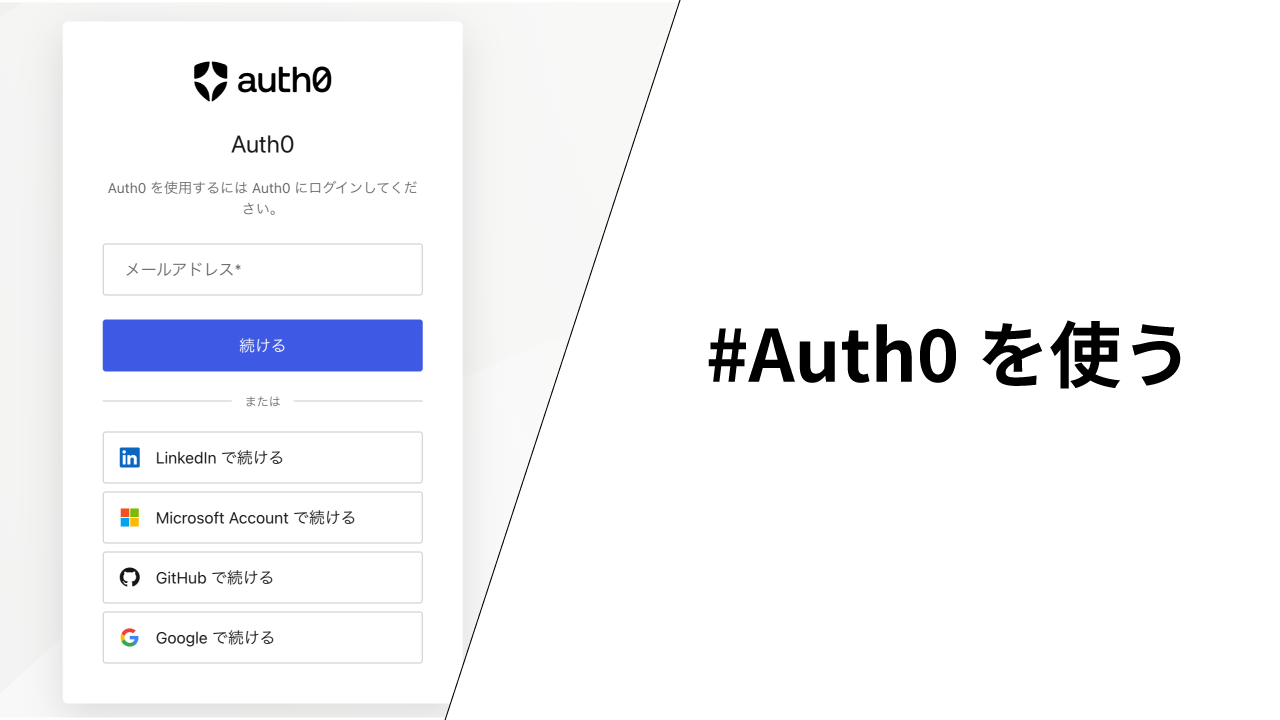 auth0
Auth0
Auth0 を使用するには Auth0 にログインしてくだ
さい。
メールアドレス*
続ける
または
LinkedIn で続ける
Microsoft Account で続ける
GitHub で続ける
Google で続ける
#Auth0 を使う